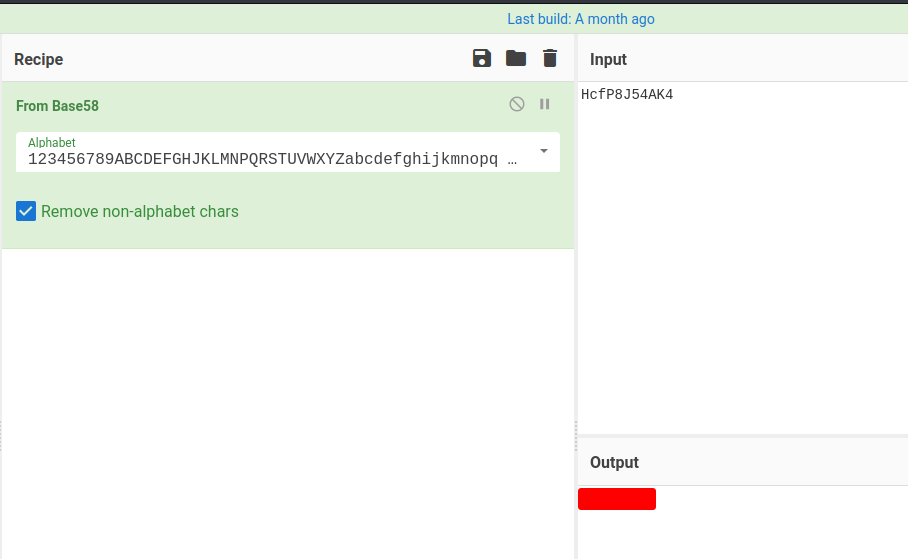 Last build: A month ago
Recipe
From Base58
Alphabet
123456789ABCDEFGHJKLMNPQRSTUVWXYZabcdefghijkmnopq …
Remove non-alphabet chars
Input
HcfP8J54AK4
Output